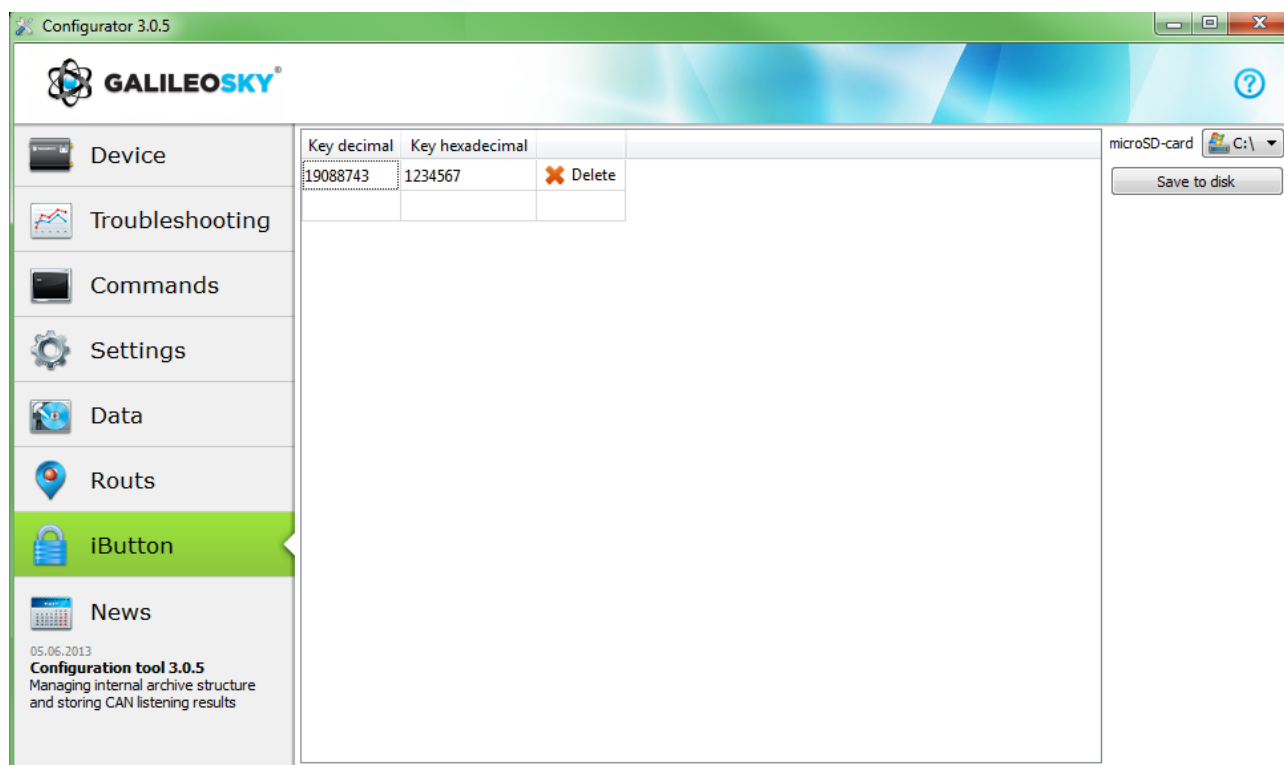 Configurator 3.0.5
GALILEOSKY®
Device
Troubleshooting
Commands
Settings
Data
Routs
iButton
News
05.06.2013
Configuration tool 3.0.5
Managing internal archive structure
and storing CAN listening results
Key decimal Key hexadecimal
19088743 1234567 Delete
microSD-card C:\
Save to disk